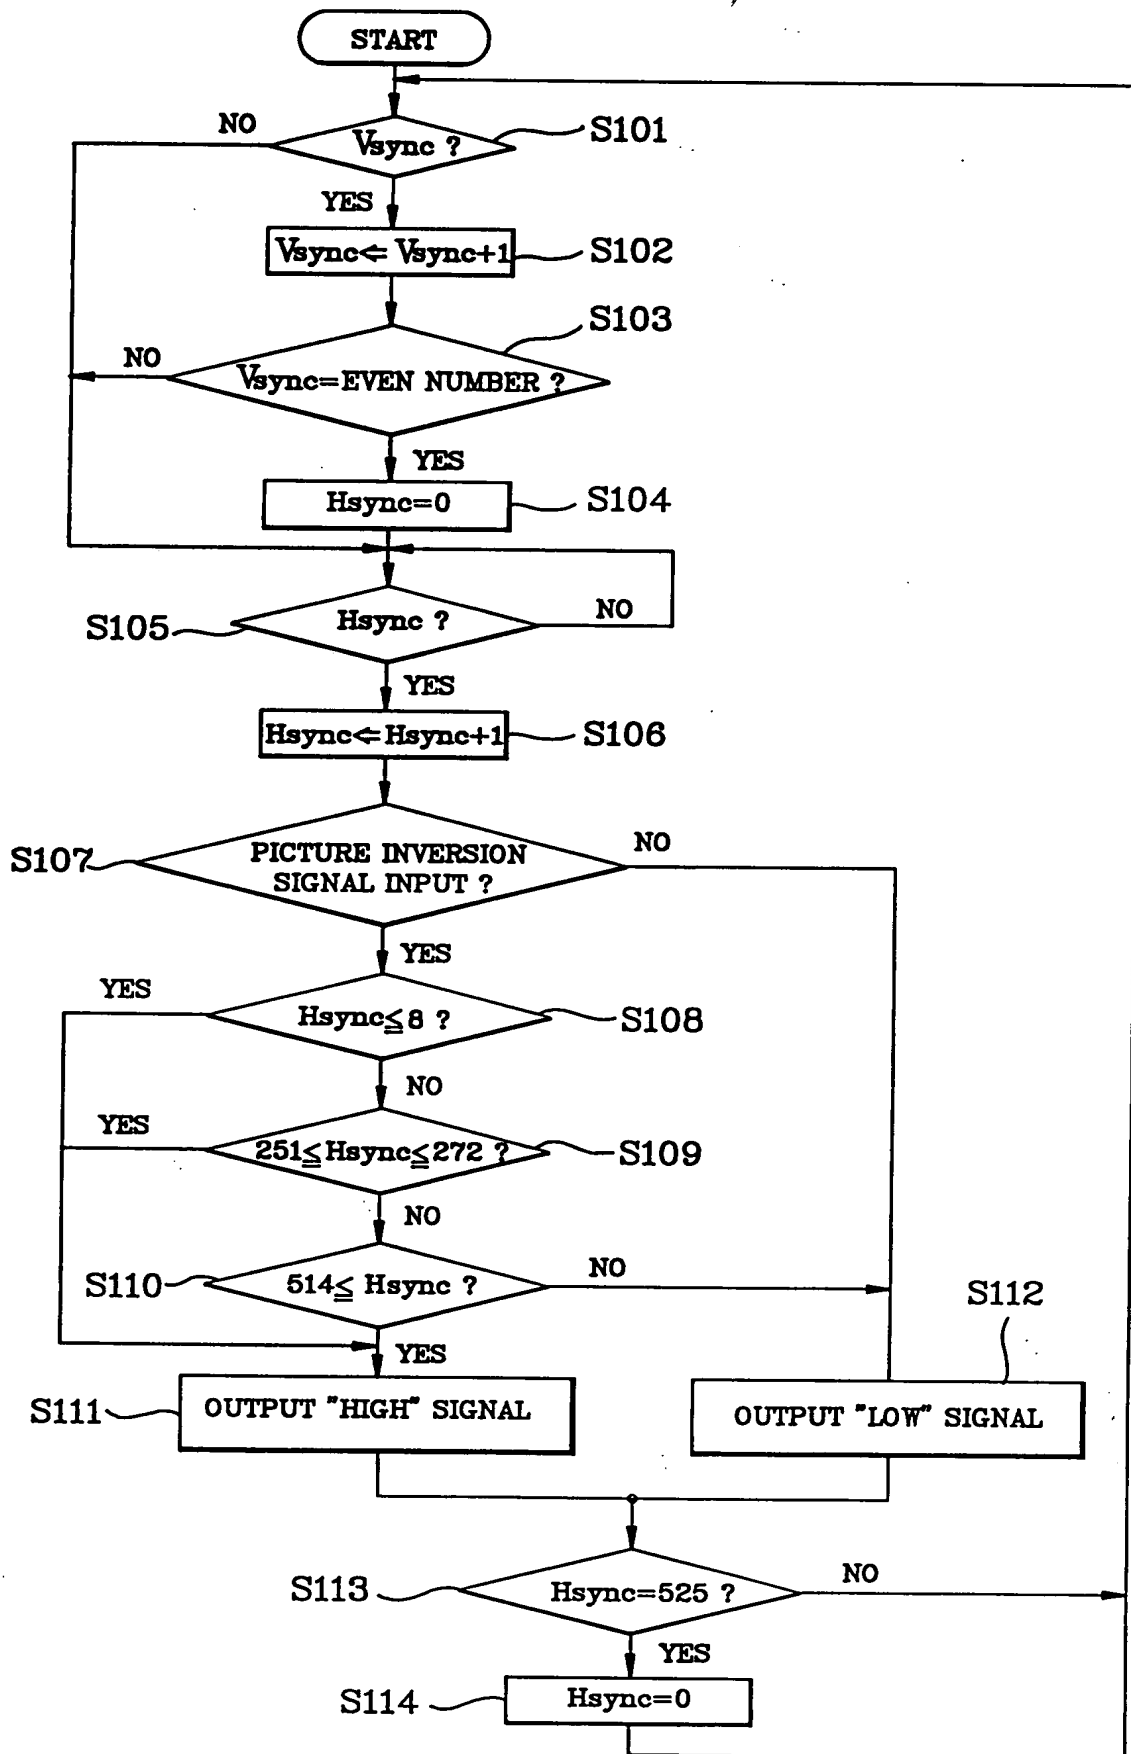 START
NO
Vsync ?
S101
YES
Vsync⇐ Vsync+1
S102
S103
NO
Vsync=EVEN NUMBER ?
YES
Hsync=0
S104
S105
Hsync ?
NO
YES
Hsync⇐Hsync+1
S106
S107
PICTURE INVERSION
SIGNAL INPUT ?
NO
YES
YES
Hsync≦8 ?
S108
NO
YES
251≦Hsync≦272 ?
S109
NO
S110
514≦ Hsync ?
NO
S112
YES
S111
OUTPUT "HIGH" SIGNAL
OUTPUT "LOW" SIGNAL
S113
Hsync=525 ?
NO
YES
S114
Hsync=0